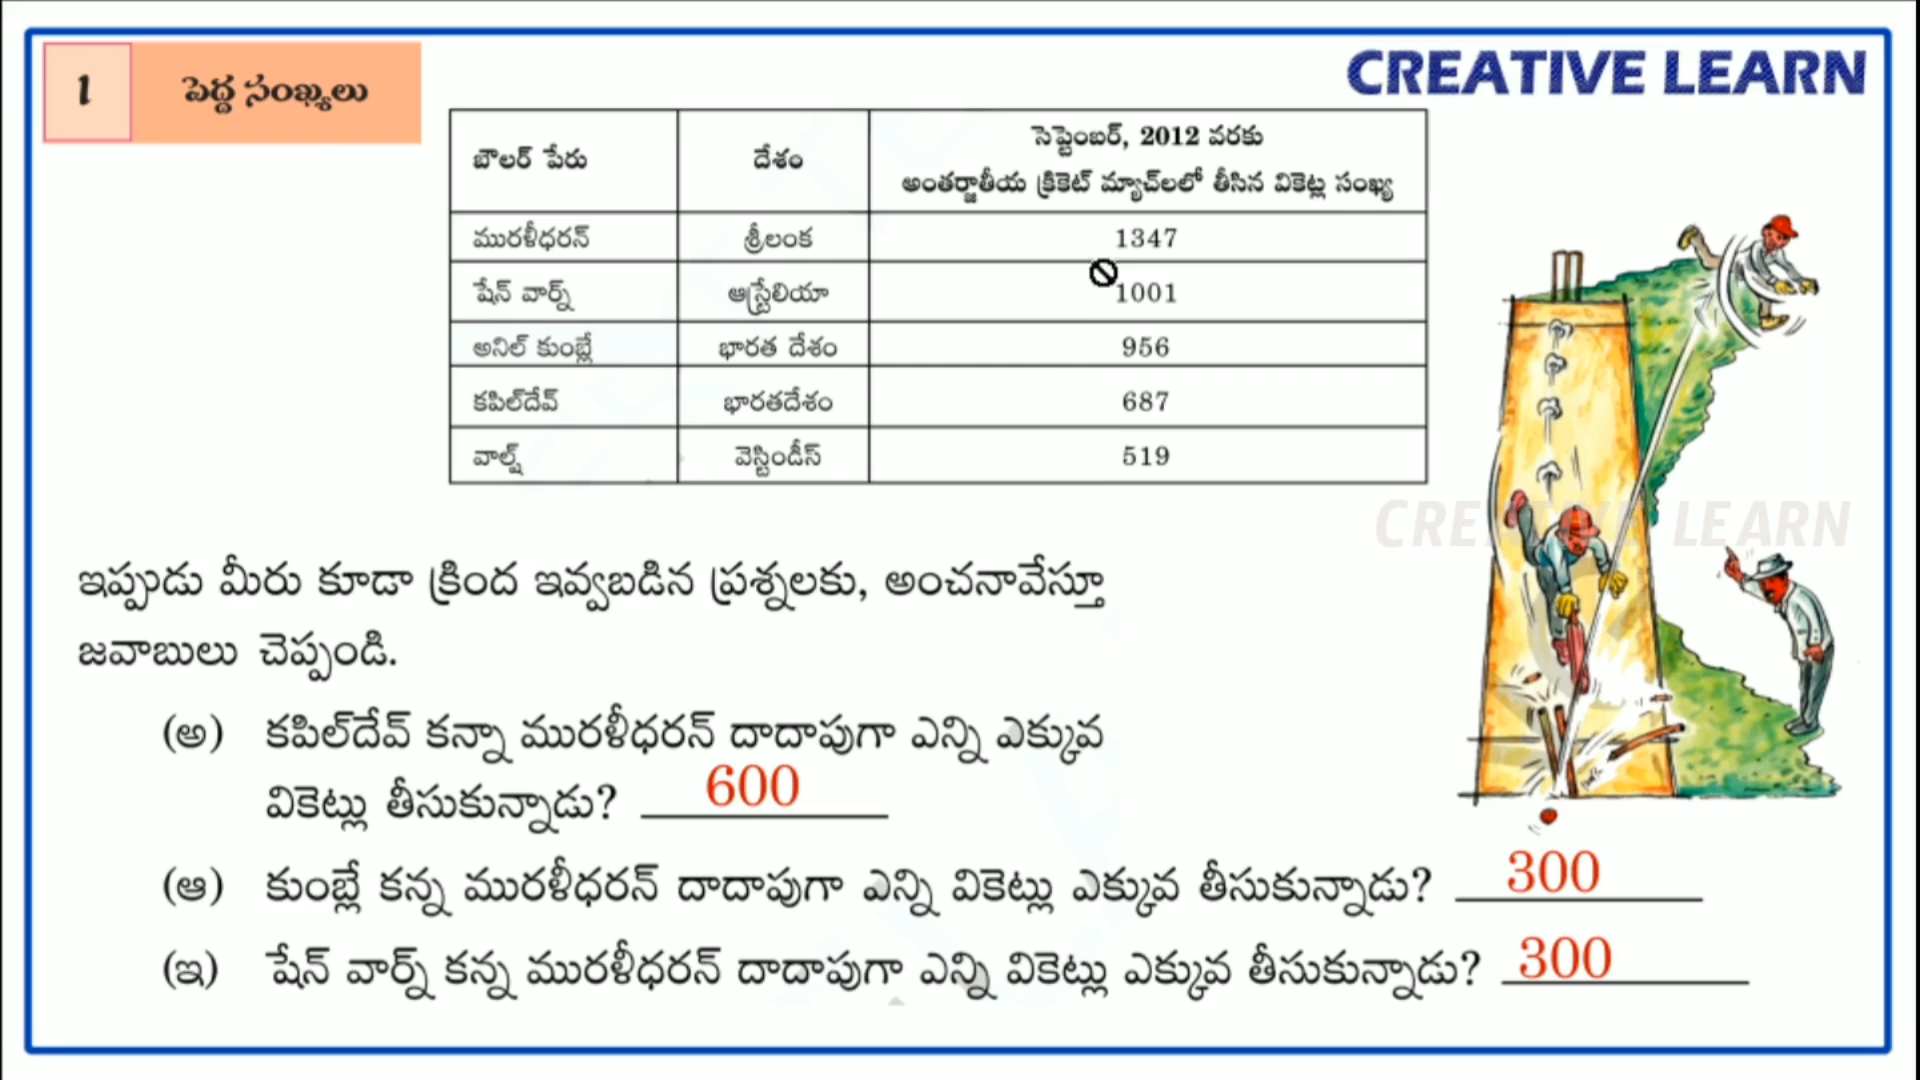 1 పెద్ద సంఖ్యలు
CREATIVE LEARN
బౌలర్ పేరు దేశం సెప్టెంబర్, 2012 వరకు
అంతర్జాతీయ క్రికెట్ మ్యాచ్‌లలో తీసిన వికెట్ల సంఖ్య
మురళీధరన్ శ్రీలంక 1347
షేన్ వార్న్ ఆస్ట్రేలియా 1001
అనిల్ కుంబ్లే భారత దేశం 956
కపిల్‌దేవ్ భారతదేశం 687
వాల్ష్ వెస్టిండీస్ 519
CREATIVE LEARN
ఇప్పుడు మీరు కూడా క్రింద ఇవ్వబడిన ప్రశ్నలకు, అంచనావేస్తూ
జవాబులు చెప్పండి.
(అ) కపిల్‌దేవ్ కన్నా మురళీధరన్ దాదాపుగా ఎన్ని ఎక్కువ
వికెట్లు తీసుకున్నాడు? 600
(ఆ) కుంబ్లే కన్న మురళీధరన్ దాదాపుగా ఎన్ని వికెట్లు ఎక్కువ తీసుకున్నాడు? 300
(ఇ) షేన్ వార్న్ కన్న మురళీధరన్ దాదాపుగా ఎన్ని వికెట్లు ఎక్కువ తీసుకున్నాడు? 300